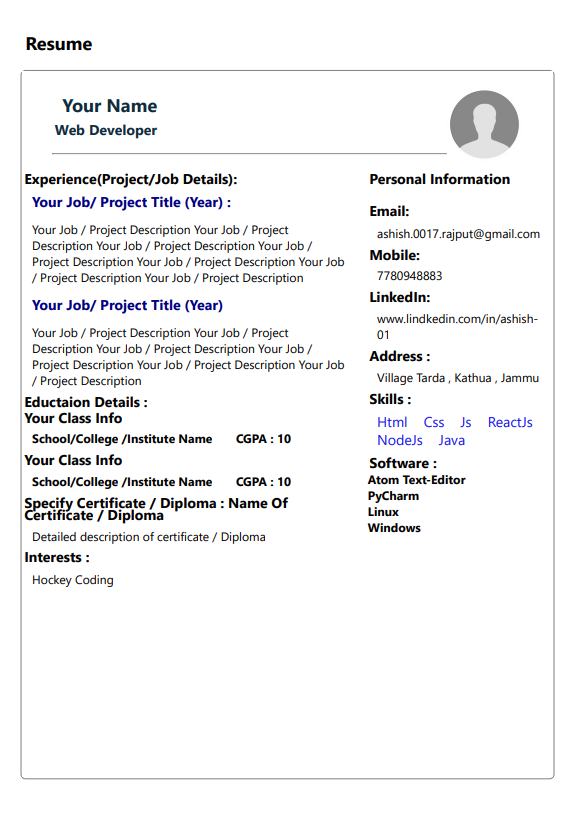 Resume
Your Name
Web Developer
Experience(Project/Job Details):
Your Job/ Project Title (Year) :
Your Job / Project Description Your Job / Project
Description Your Job / Project Description Your Job /
Project Description Your Job / Project Description Your Job
/ Project Description Your Job / Project Description
Your Job/ Project Title (Year)
Your Job / Project Description Your Job / Project
Description Your Job / Project Description Your Job /
Project Description Your Job / Project Description Your Job
/ Project Description
Eductaion Details :
Your Class Info
School/College /Institute Name CGPA : 10
Your Class Info
School/College /Institute Name CGPA : 10
Specify Certificate / Diploma : Name Of
Certificate / Diploma
Detailed description of certificate / Diploma
Interests :
Hockey Coding
Personal Information
Email:
ashish.0017.rajput@gmail.com
Mobile:
7780948883
LinkedIn:
www.lindkedin.com/in/ashish-
01
Address :
Village Tarda , Kathua , Jammu
Skills :
Html Css Js ReactJs
NodeJs Java
Software :
Atom Text-Editor
PyCharm
Linux
Windows